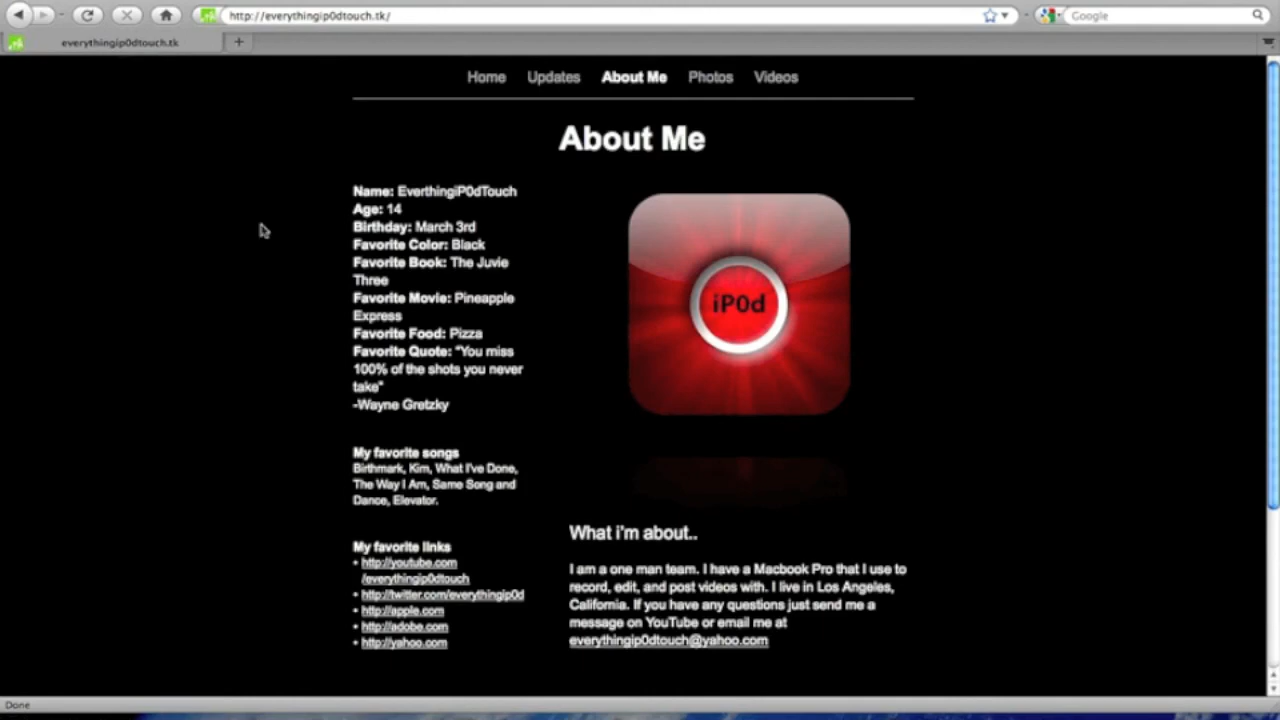 http://everythingip0dtouch.tk/
Google
everythingip0dtouch.tk
Home Updates About Me Photos Videos
About Me
Name: EverthingiP0dTouch
Age: 14
Birthday: March 3rd
Favorite Color: Black
Favorite Book: The Juvie
Three
Favorite Movie: Pineapple
Express
Favorite Food: Pizza
Favorite Quote: "You miss
100% of the shots you never
take"
-Wayne Gretzky
My favorite songs
Birthmark, Kim, What I've Done,
The Way I Am, Same Song and
Dance, Elevator.
My favorite links
• http://youtube.com
/everythingip0dtouch
• http://twitter.com/everythingip0d
• http://apple.com
• http://adobe.com
• http://yahoo.com
iP0d
What i'm about..
I am a one man team. I have a Macbook Pro that I use to
record, edit, and post videos with. I live in Los Angeles,
California. If you have any questions just send me a
message on YouTube or email me at
everythingip0dtouch@yahoo.com
Done